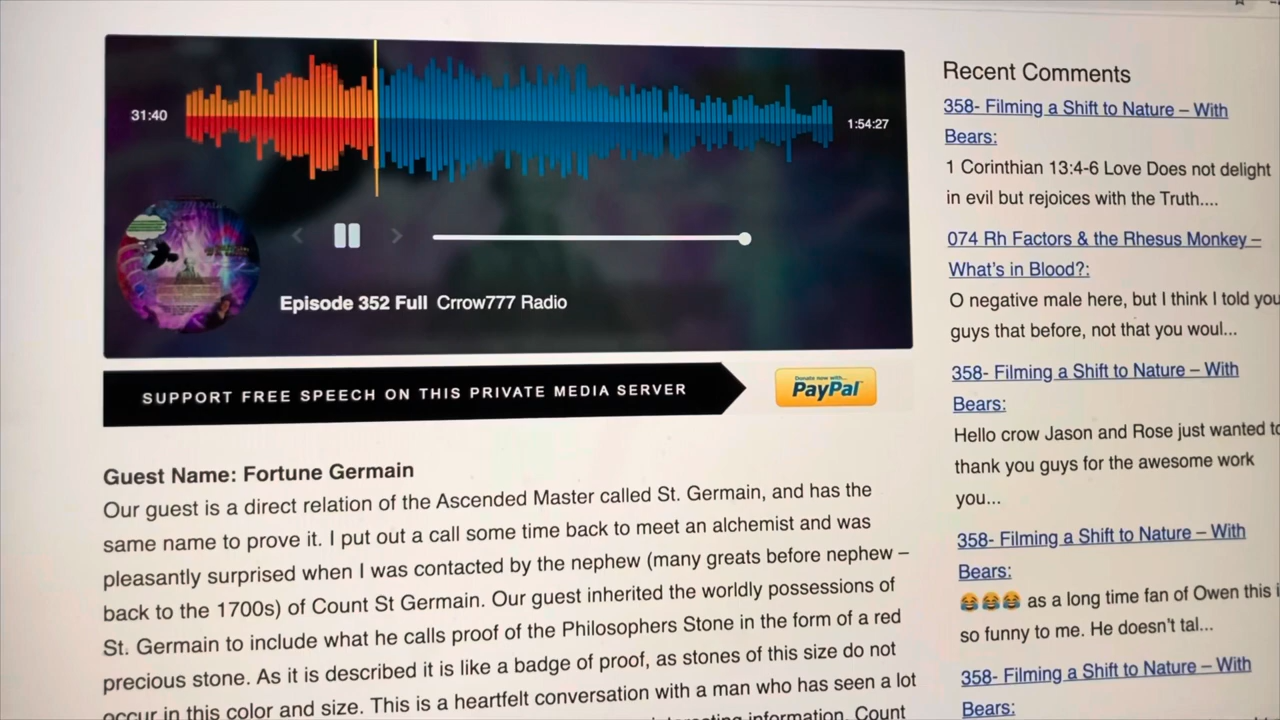 31:40
1:54:27
Episode 352 Full Crrow777 Radio
SUPPORT FREE SPEECH ON THIS PRIVATE MEDIA SERVER
Donate now with...
PayPal
Guest Name: Fortune Germain
Our guest is a direct relation of the Ascended Master called St. Germain, and has the
same name to prove it. I put out a call some time back to meet an alchemist and was
pleasantly surprised when I was contacted by the nephew (many greats before nephew –
back to the 1700s) of Count St Germain. Our guest inherited the worldly possessions of
St. Germain to include what he calls proof of the Philosophers Stone in the form of a red
precious stone. As it is described it is like a badge of proof, as stones of this size do not
occur in this color and size. This is a heartfelt conversation with a man who has seen a lot
information. Count
Recent Comments
358- Filming a Shift to Nature – With
Bears:
1 Corinthian 13:4-6 Love Does not delight
in evil but rejoices with the Truth....
074 Rh Factors & the Rhesus Monkey –
What's in Blood?:
O negative male here, but I think I told you
guys that before, not that you woul...
358- Filming a Shift to Nature – With
Bears:
Hello crow Jason and Rose just wanted to
thank you guys for the awesome work
you...
358- Filming a Shift to Nature – With
Bears:
😂😂😂 as a long time fan of Owen this i
so funny to me. He doesn't tal...
358- Filming a Shift to Nature – With
Bears: